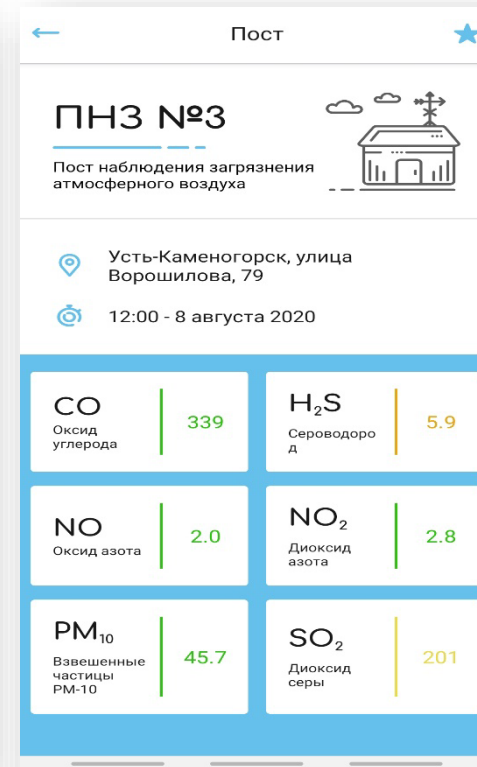 Пост
ПНЗ №3
Пост наблюдения загрязнения
атмосферного воздуха
Усть-Каменогорск, улица
Ворошилова, 79
12:00 - 8 августа 2020
CO
Оксид
углерода
339
H₂S
Сероводоро
д
5.9
NO
Оксид азота
2.0
NO₂
Диоксид
азота
2.8
PM₁₀
Взвешенные
частицы
PM-10
45.7
SO₂
Диоксид
серы
201